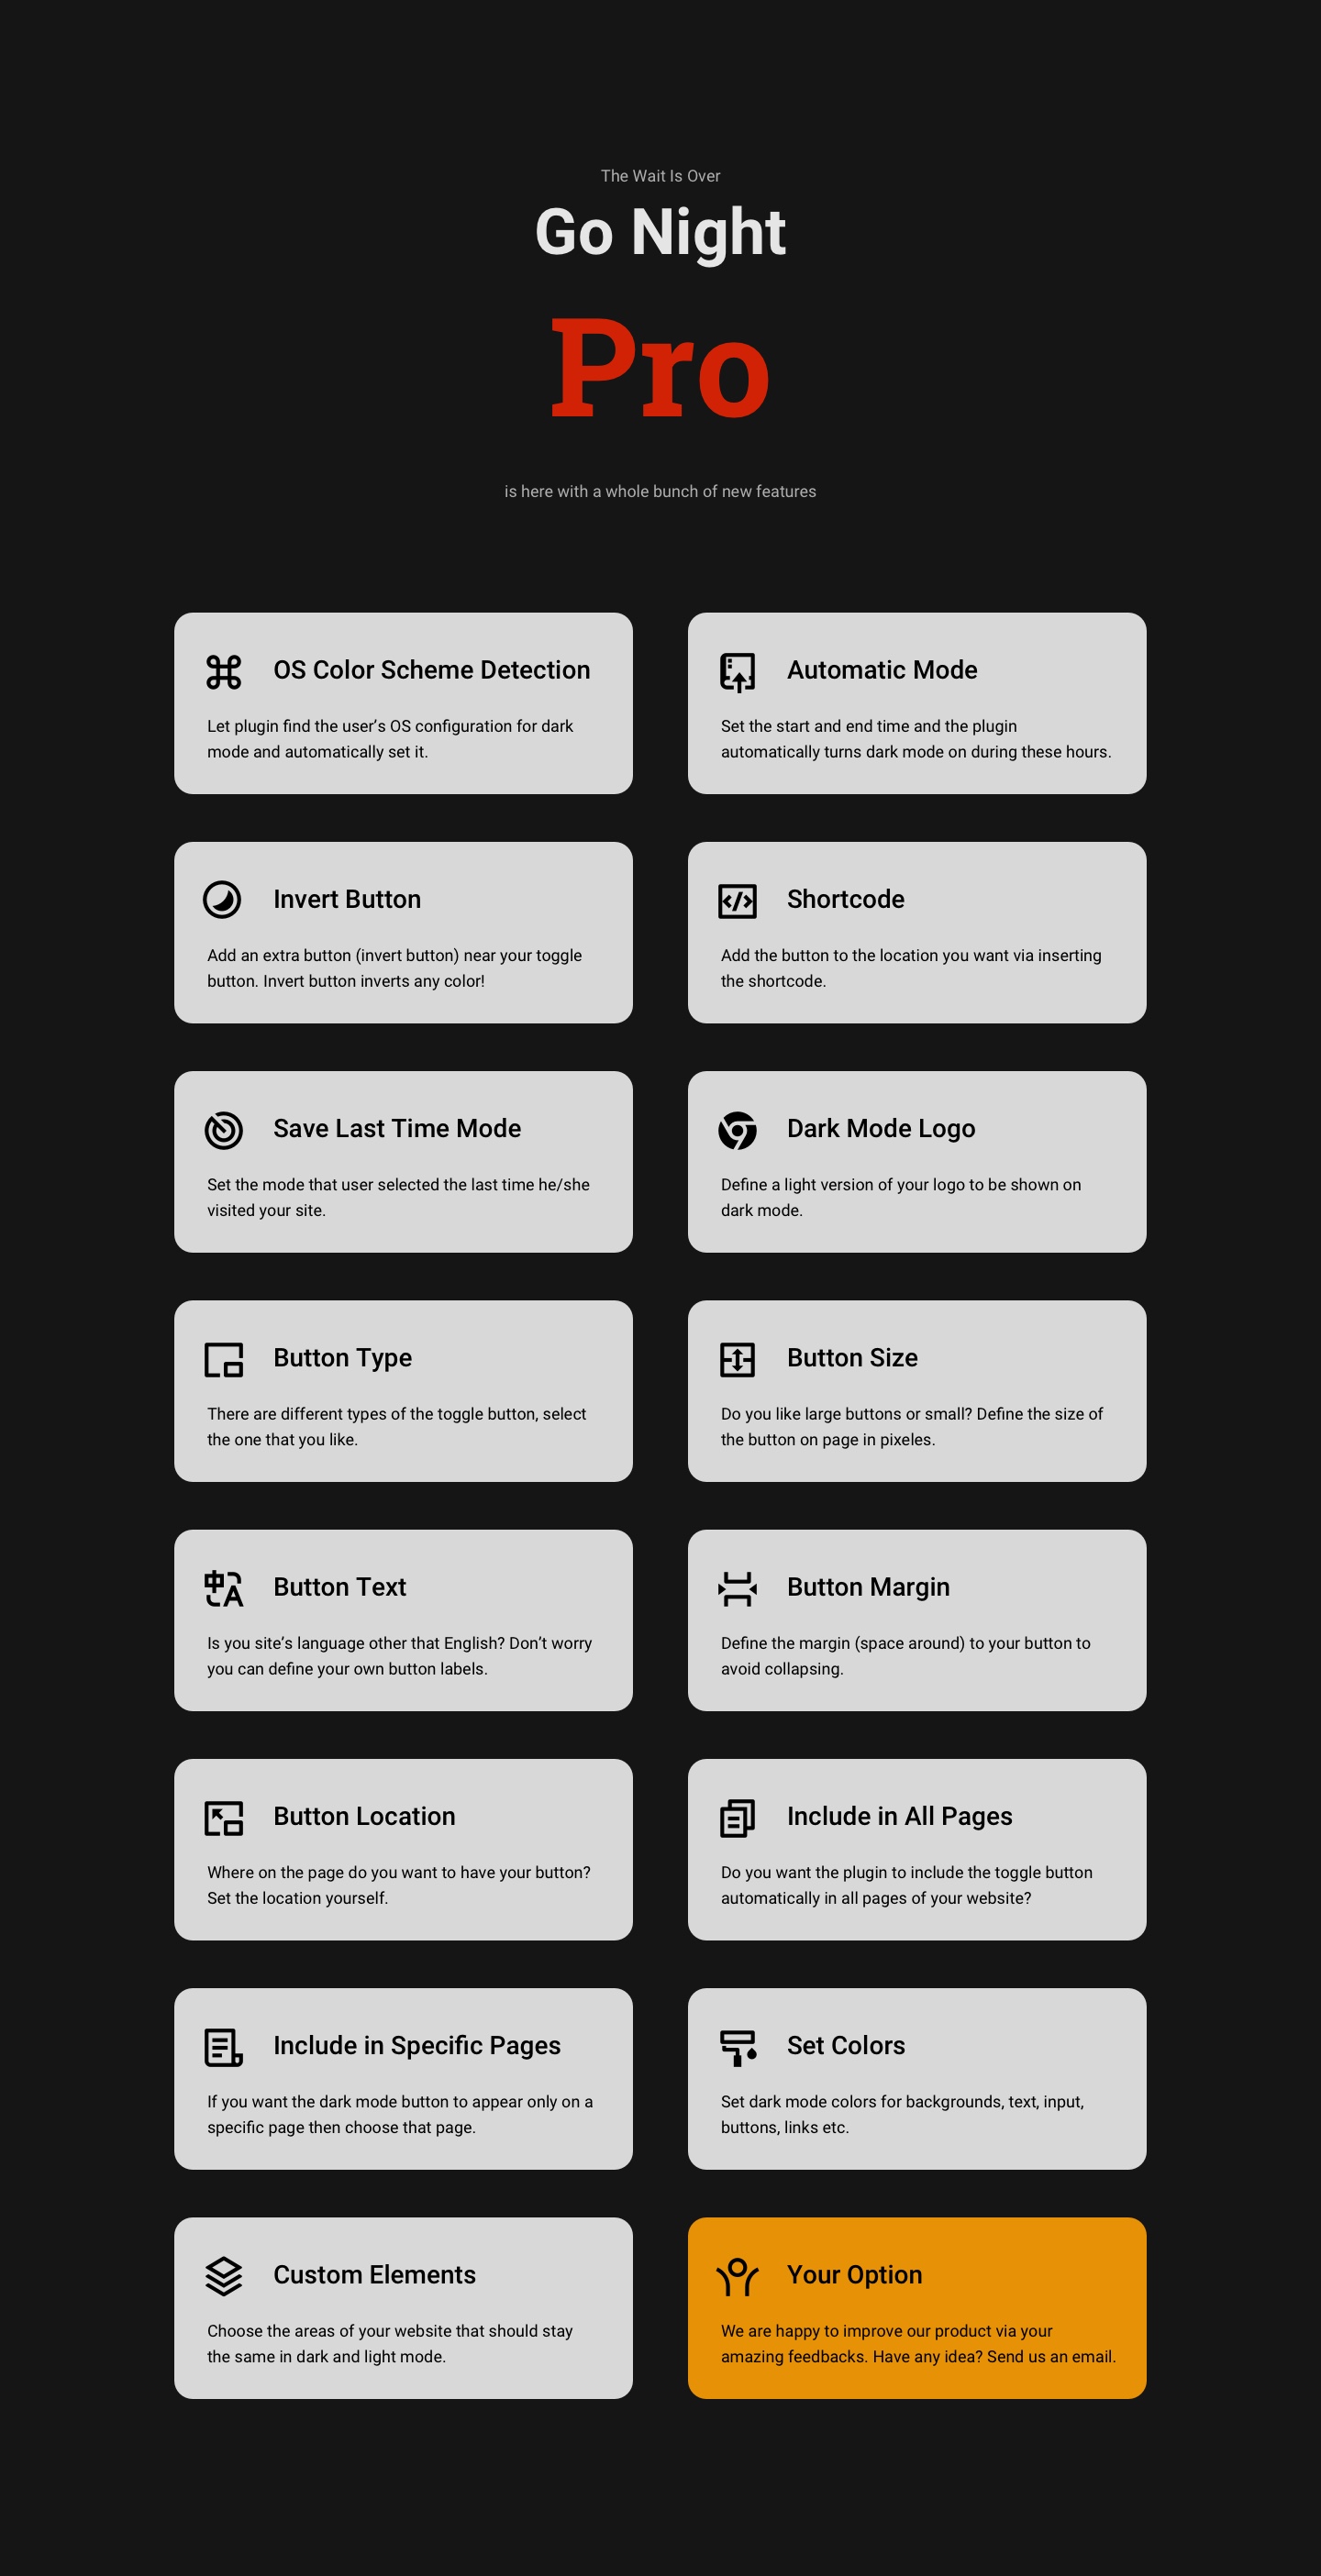 The Wait Is Over
Go Night
Pro
is here with a whole bunch of new features
OS Color Scheme Detection
Let plugin find the user's OS configuration for dark
mode and automatically set it.
Automatic Mode
Set the start and end time and the plugin
automatically turns dark mode on during these hours.
Invert Button
Add an extra button (invert button) near your toggle
button. Invert button inverts any color!
Shortcode
Add the button to the location you want via inserting
the shortcode.
Save Last Time Mode
Set the mode that user selected the last time he/she
visited your site.
Dark Mode Logo
Define a light version of your logo to be shown on
dark mode.
Button Type
There are different types of the toggle button, select
the one that you like.
Button Size
Do you like large buttons or small? Define the size of
the button on page in pixeles.
Button Text
Is you site's language other that English? Don't worry
you can define your own button labels.
Button Margin
Define the margin (space around) to your button to
avoid collapsing.
Button Location
Where on the page do you want to have your button?
Set the location yourself.
Include in All Pages
Do you want the plugin to include the toggle button
automatically in all pages of your website?
Include in Specific Pages
If you want the dark mode button to appear only on a
specific page then choose that page.
Set Colors
Set dark mode colors for backgrounds, text, input,
buttons, links etc.
Custom Elements
Choose the areas of your website that should stay
the same in dark and light mode.
Your Option
We are happy to improve our product via your
amazing feedbacks. Have any idea? Send us an email.